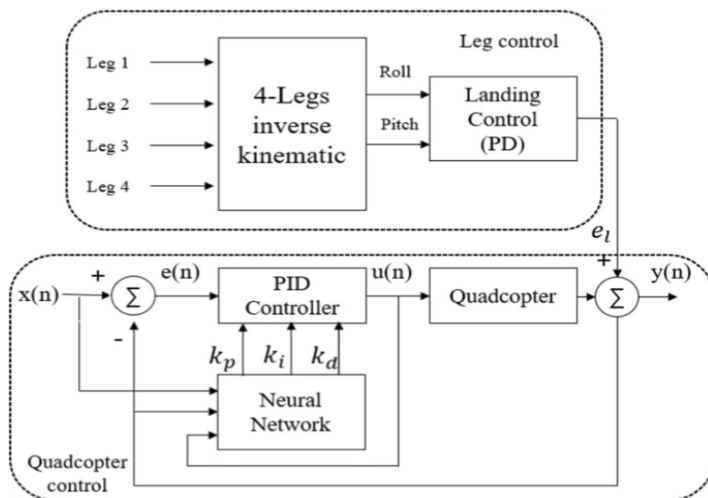 Leg control
Leg 1
Leg 2
Leg 3
Leg 4
4-Legs
inverse
kinematic
Roll
Pitch
Landing
Control
(PD)
e_l
x(n)
+
-
Σ
e(n)
PID
Controller
u(n)
Quadcopter
+
Σ
y(n)
k_p
k_i
k_d
Neural
Network
Quadcopter
control